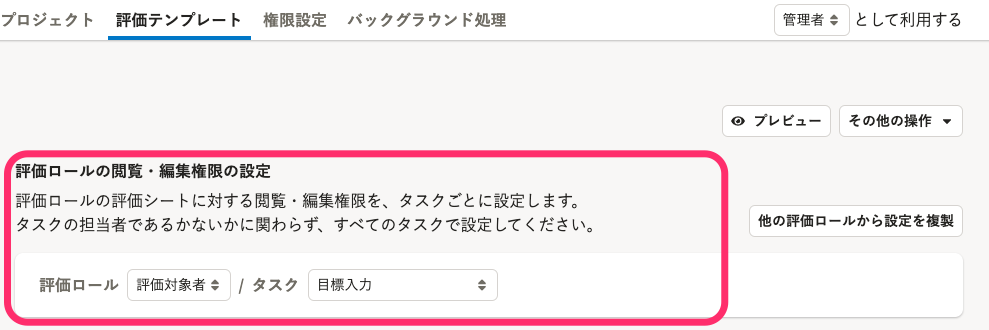 プロジェクト 評価テンプレート 権限設定 バックグラウンド処理 管理者 として利用する
プレビュー その他の操作
評価ロールの閲覧・編集権限の設定
評価ロールの評価シートに対する閲覧・編集権限を、タスクごとに設定します。
タスクの担当者であるかないかに関わらず、すべてのタスクで設定してください。
他の評価ロールから設定を複製
評価ロール 評価対象者 / タスク 目標入力